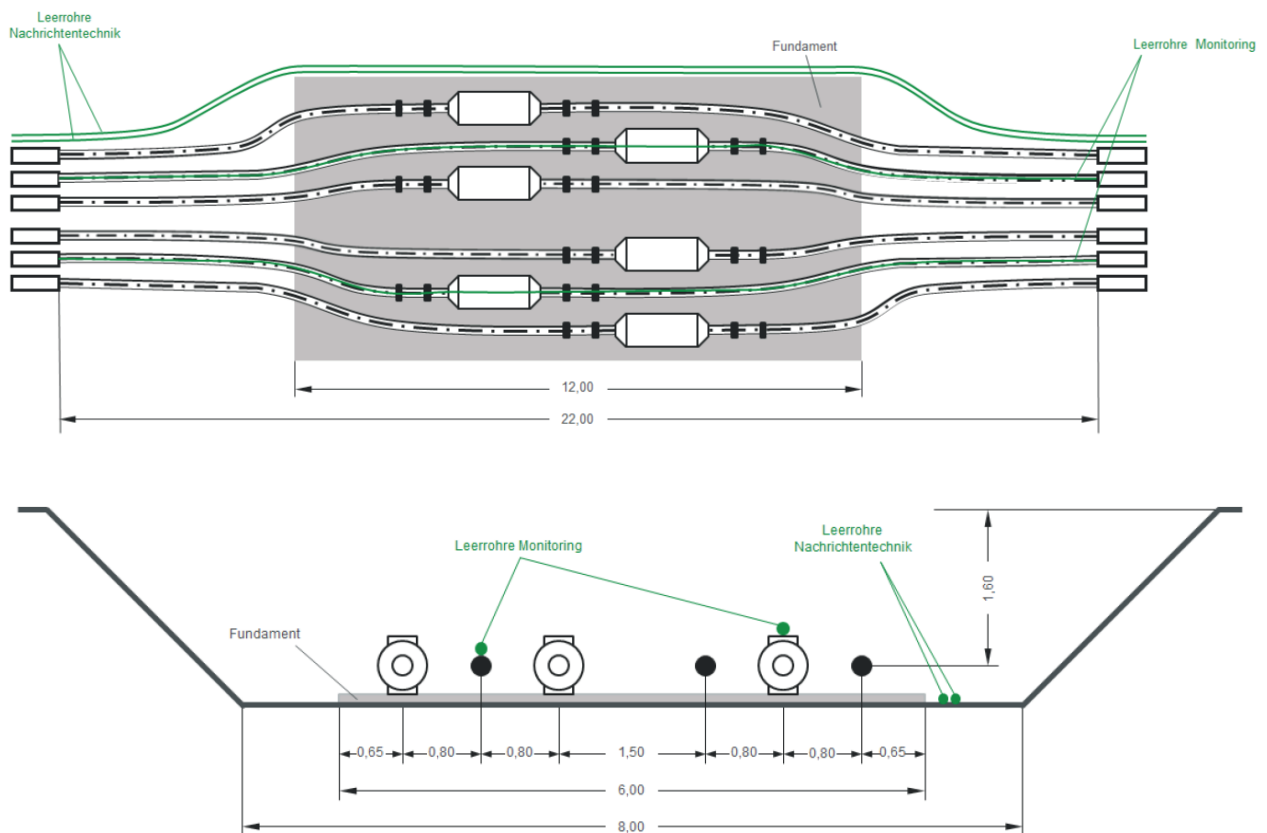 Leerrohre
Nachrichtentechnik
Fundament
Leerrohre Monitoring
12,00
22,00
Leerrohre Monitoring
Leerrohre
Nachrichtentechnik
1,60
Fundament
0,65
0,80
0,80
1,50
0,80
0,80
0,65
6,00
8,00